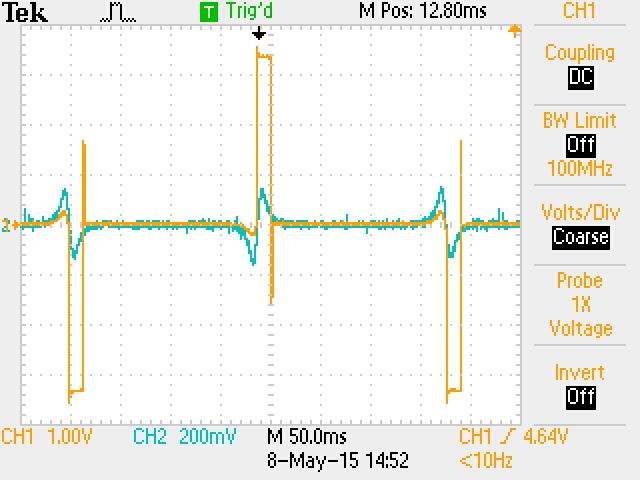 Tek T Trig'd M Pos: 12.80ms CH1
Coupling
DC
BW Limit
Off
100MHz
Volts/Div
Coarse
Probe
1X
Voltage
Invert
Off
CH1 1.00V CH2 200mV M 50.0ms CH1 4.64V
8-May-15 14:52 <10Hz